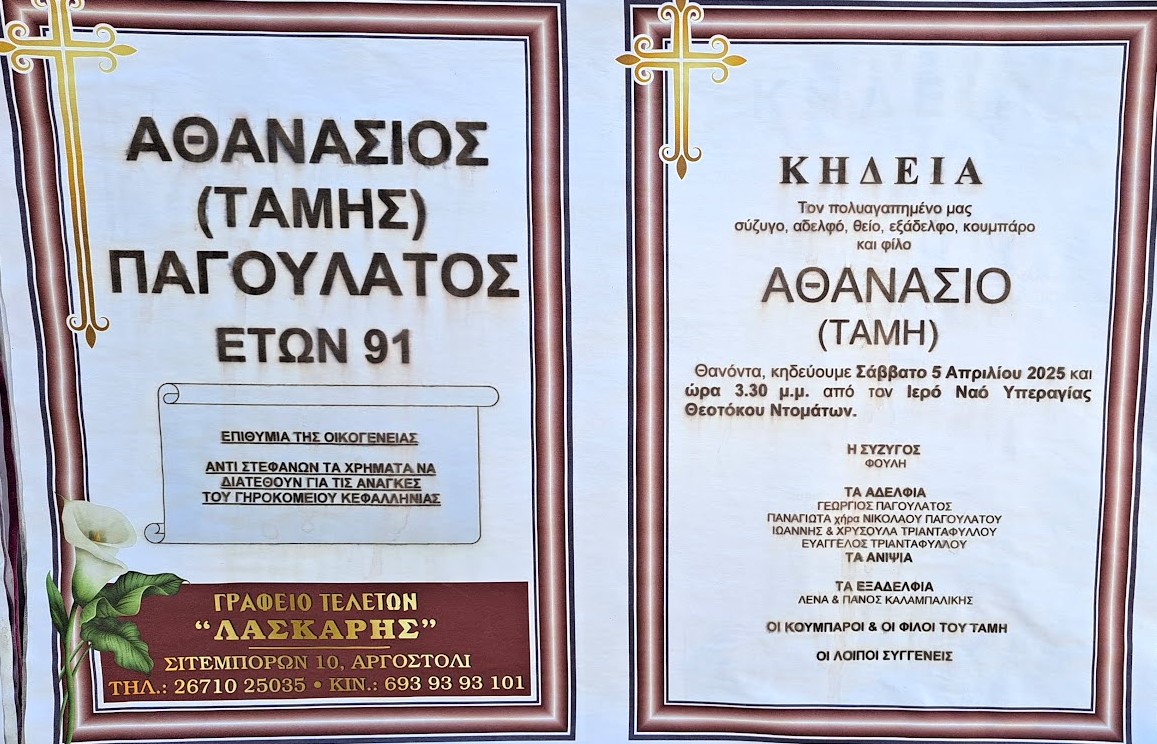 ΑΘΑΝΑΣΙΟΣ
(ΤΑΜΗΣ)
ΠΑΓΟΥΛΑΤΟΣ
ΕΤΩΝ 91
ΕΠΙΘΥΜΙΑ ΤΗΣ ΟΙΚΟΓΕΝΕΙΑΣ
ΑΝΤΙ ΣΤΕΦΑΝΩΝ ΤΑ ΧΡΗΜΑΤΑ ΝΑ
ΔΙΑΤΕΘΟΥΝ ΓΙΑ ΤΙΣ ΑΝΑΓΚΕΣ
ΤΟΥ ΓΗΡΟΚΟΜΕΙΟΥ ΚΕΦΑΛΛΗΝΙΑΣ
ΓΡΑΦΕΙΟ ΤΕΛΕΤΩΝ
“ΛΑΣΚΑΡΗΣ”
ΣΙΤΕΜΠΟΡΩΝ 10, ΑΡΓΟΣΤΟΛΙ
ΤΗΛ.: 26710 25035 • ΚΙΝ.: 693 93 93 101
ΚΗΔΕΙΑ
Τον πολυαγαπημένο μας
σύζυγο, αδελφό, θείο, εξάδελφο, κουμπάρο
και φίλο
ΑΘΑΝΑΣΙΟ
(ΤΑΜΗ)
Θανόντα, κηδεύουμε Σάββατο 5 Απριλίου 2025 και
ώρα 3.30 μ.μ. από τον Ιερό Ναό Υπεραγίας
Θεοτόκου Ντομάτων.
Η ΣΥΖΥΓΟΣ
ΦΟΥΛΗ
ΤΑ ΑΔΕΛΦΙΑ
ΓΕΩΡΓΙΟΣ ΠΑΓΟΥΛΑΤΟΣ
ΠΑΝΑΓΙΩΤΑ χήρα ΝΙΚΟΛΑΟΥ ΠΑΓΟΥΛΑΤΟΥ
ΙΩΑΝΝΗΣ & ΧΡΥΣΟΥΛΑ ΤΡΙΑΝΤΑΦΥΛΛΟΥ
ΕΥΑΓΓΕΛΟΣ ΤΡΙΑΝΤΑΦΥΛΛΟΥ
ΤΑ ΑΝΙΨΙΑ
ΤΑ ΕΞΑΔΕΛΦΙΑ
ΛΕΝΑ & ΠΑΝΟΣ ΚΑΛΑΜΠΑΛΙΚΗΣ
ΟΙ ΚΟΥΜΠΑΡΟΙ & ΟΙ ΦΙΛΟΙ ΤΟΥ ΤΑΜΗ
ΟΙ ΛΟΙΠΟΙ ΣΥΓΓΕΝΕΙΣ